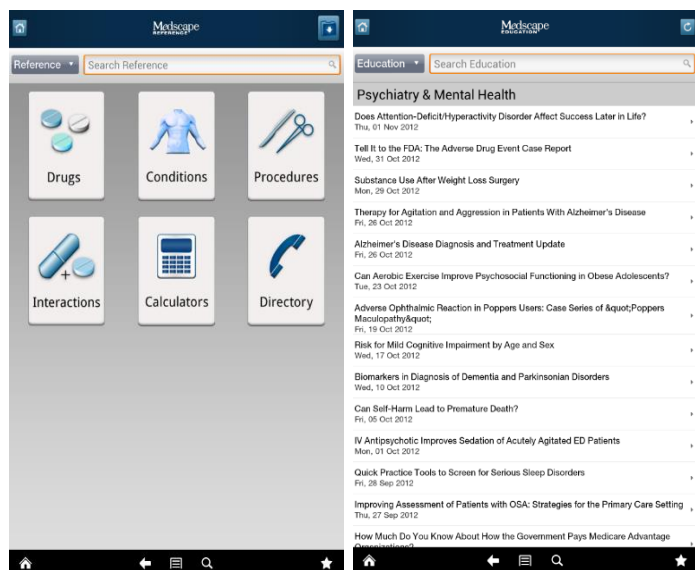 Medscape
REFERENCE
Reference
Search Reference
Drugs
Conditions
Procedures
Interactions
Calculators
Directory
Medscape
EDUCATION
Education
Search Education
Psychiatry & Mental Health
Does Attention-Deficit/Hyperactivity Disorder Affect Success Later in Life?
Thu, 01 Nov 2012
Tell It to the FDA: The Adverse Drug Event Case Report
Wed, 31 Oct 2012
Substance Use After Weight Loss Surgery
Mon, 29 Oct 2012
Therapy for Agitation and Aggression in Patients With Alzheimer's Disease
Fri, 26 Oct 2012
Alzheimer's Disease Diagnosis and Treatment Update
Fri, 26 Oct 2012
Can Aerobic Exercise Improve Psychosocial Functioning in Obese Adolescents?
Tue, 23 Oct 2012
Adverse Ophthalmic Reaction in Poppers Users: Case Series of &quot;Poppers
Maculopathy&quot;
Fri, 19 Oct 2012
Risk for Mild Cognitive Impairment by Age and Sex
Wed, 17 Oct 2012
Biomarkers in Diagnosis of Dementia and Parkinsonian Disorders
Wed, 10 Oct 2012
Can Self-Harm Lead to Premature Death?
Fri, 05 Oct 2012
IV Antipsychotic Improves Sedation of Acutely Agitated ED Patients
Mon, 01 Oct 2012
Quick Practice Tools to Screen for Serious Sleep Disorders
Fri, 28 Sep 2012
Improving Assessment of Patients with OSA: Strategies for the Primary Care Setting
Thu, 27 Sep 2012
How Much Do You Know About How the Government Pays Medicare Advantage
Organizations?